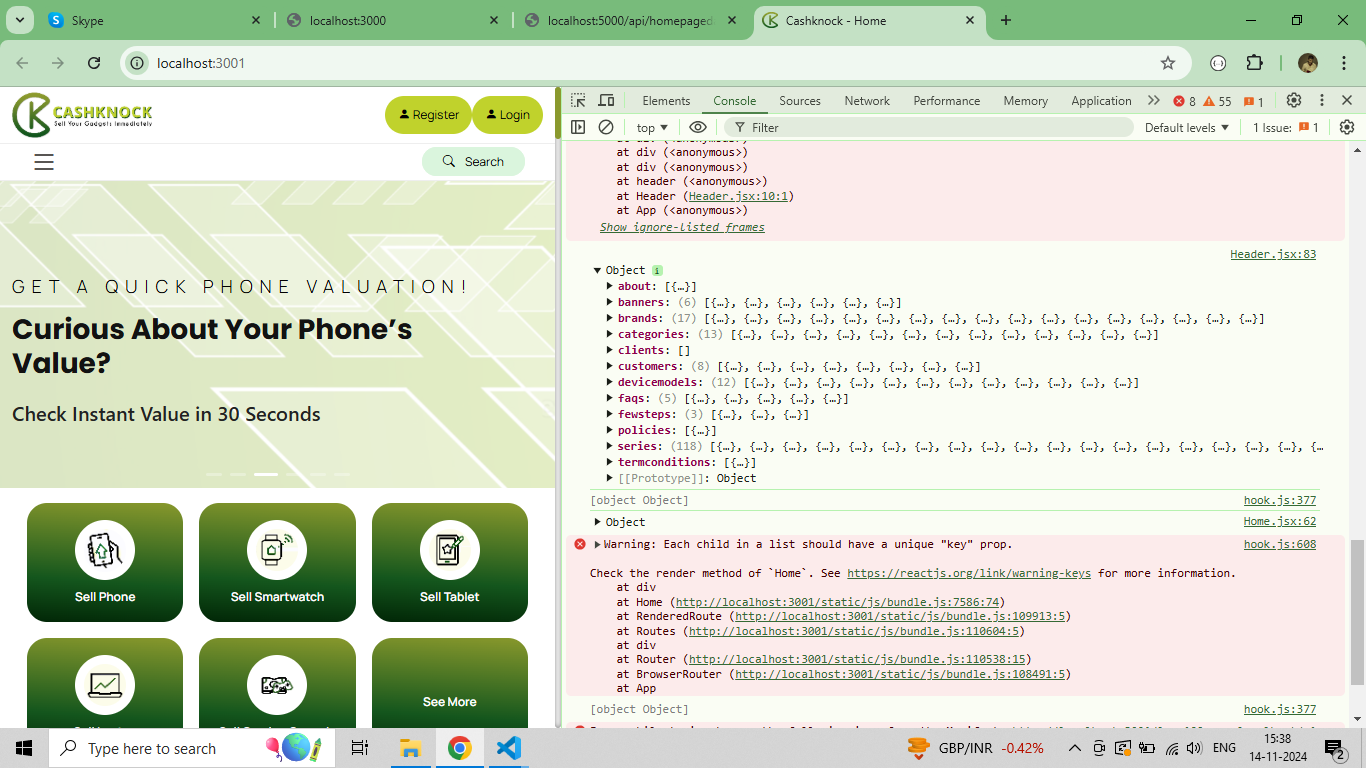 Skype
localhost:3000
localhost:5000/api/homepaged
Cashknock - Home
localhost:3001
CASHKNOCK
Sell Your Gadgets Immediately
Register
Login
Search
GET A QUICK PHONE VALUATION!
Curious About Your Phone's
Value?
Check Instant Value in 30 Seconds
Sell Phone
Sell Smartwatch
Sell Tablet
See More
Elements
Console
Sources
Network
Performance
Memory
Application
8
55
1
top
Filter
Default levels
1 Issue:
1
at div (<anonymous>)
at div (<anonymous>)
at header (<anonymous>)
at Header (Header.jsx:10:1)
at App (<anonymous>)
Show ignore-listed frames
Header.jsx:83
Object i
about: [{…}]
banners: (6) [{…}, {…}, {…}, {…}, {…}, {…}]
brands: (17) [{…}, {…}, {…}, {…}, {…}, {…}, {…}, {…}, {…}, {…}, {…}, {…}, {…}, {…}, {…}, {…}, {…}]
categories: (13) [{…}, {…}, {…}, {…}, {…}, {…}, {…}, {…}, {…}, {…}, {…}, {…}, {…}]
clients: []
customers: (8) [{…}, {…}, {…}, {…}, {…}, {…}, {…}, {…}]
devicemodels: (12) [{…}, {…}, {…}, {…}, {…}, {…}, {…}, {…}, {…}, {…}, {…}, {…}]
faqs: (5) [{…}, {…}, {…}, {…}, {…}]
fewsteps: (3) [{…}, {…}, {…}]
policies: [{…}]
series: (118) [{…}, {…}, {…}, {…}, {…}, {…}, {…}, {…}, {…}, {…}, {…}, {…}, {…}, {…}, {…}, {…}, {…}, {…}, {…
termconditions: [{…}]
[[Prototype]]: Object
[object Object]
hook.js:377
Object
Home.jsx:62
Warning: Each child in a list should have a unique "key" prop.
hook.js:608
Check the render method of `Home`. See https://reactjs.org/link/warning-keys for more information.
at div
at Home (http://localhost:3001/static/js/bundle.js:7586:74)
at RenderedRoute (http://localhost:3001/static/js/bundle.js:109913:5)
at Routes (http://localhost:3001/static/js/bundle.js:110604:5)
at div
at Router (http://localhost:3001/static/js/bundle.js:110538:15)
at BrowserRouter (http://localhost:3001/static/js/bundle.js:108491:5)
at App
[object Object]
hook.js:377
Type here to search
GBP/INR -0.42%
ENG
15:38
14-11-2024
2